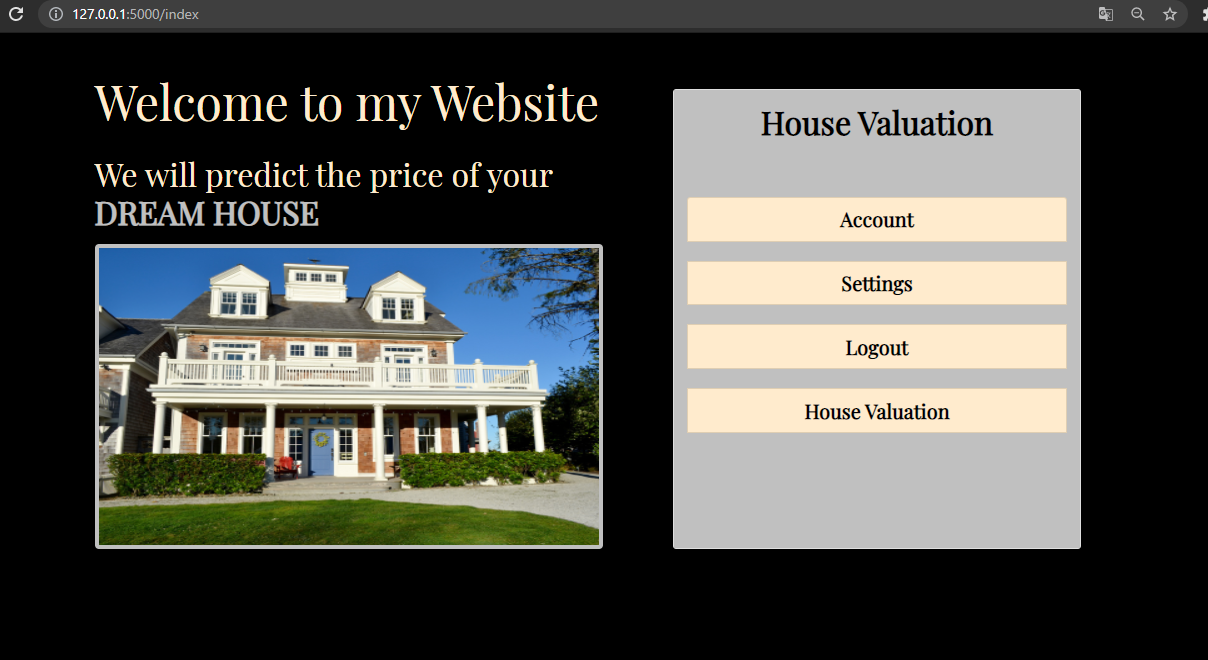 127.0.0.1:5000/index
Welcome to my Website
We will predict the price of your
DREAM HOUSE
House Valuation
Account
Settings
Logout
House Valuation